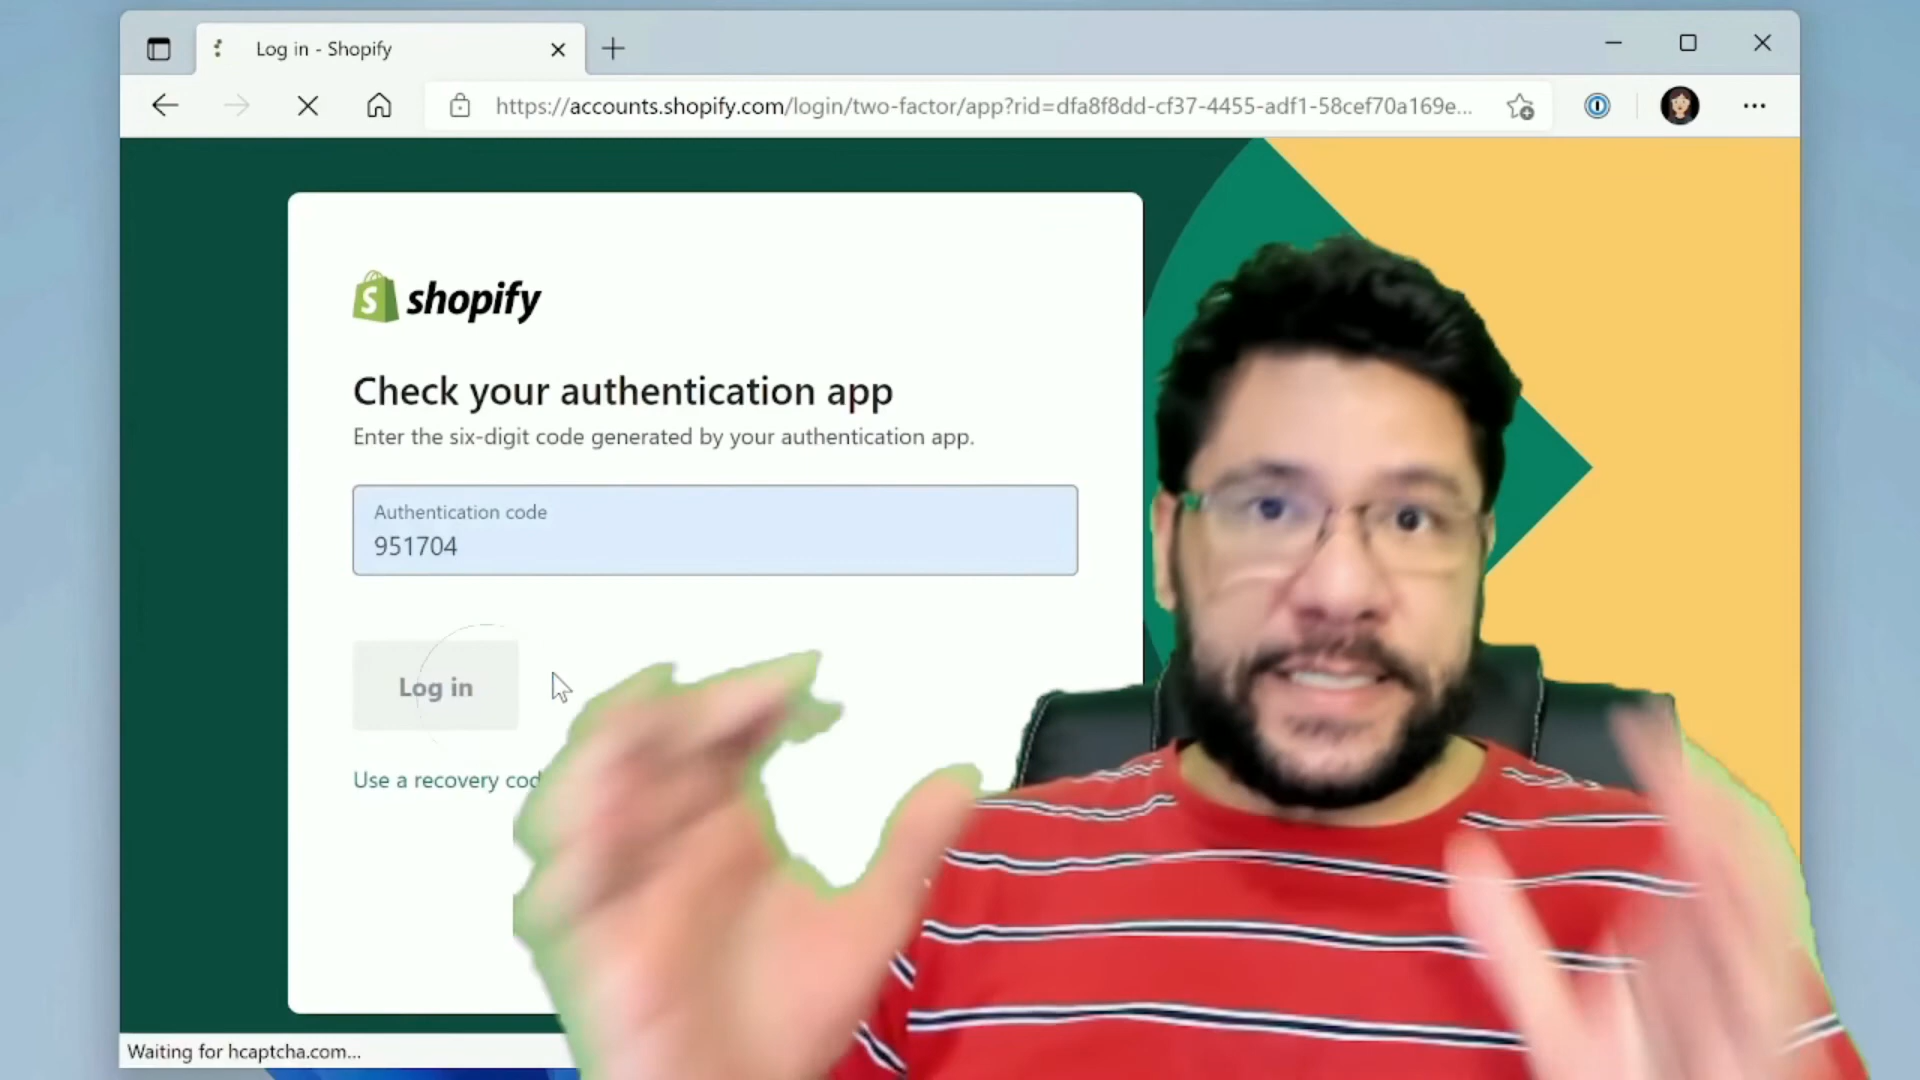 Log in - Shopify
https://accounts.shopify.com/login/two-factor/app?rid=dfa8f8dd-cf37-4455-adf1-58cef70a169e...
shopify
Check your authentication app
Enter the six-digit code generated by your authentication app.
Authentication code
951704
Log in
Use a recovery cod
Waiting for hcaptcha.com...